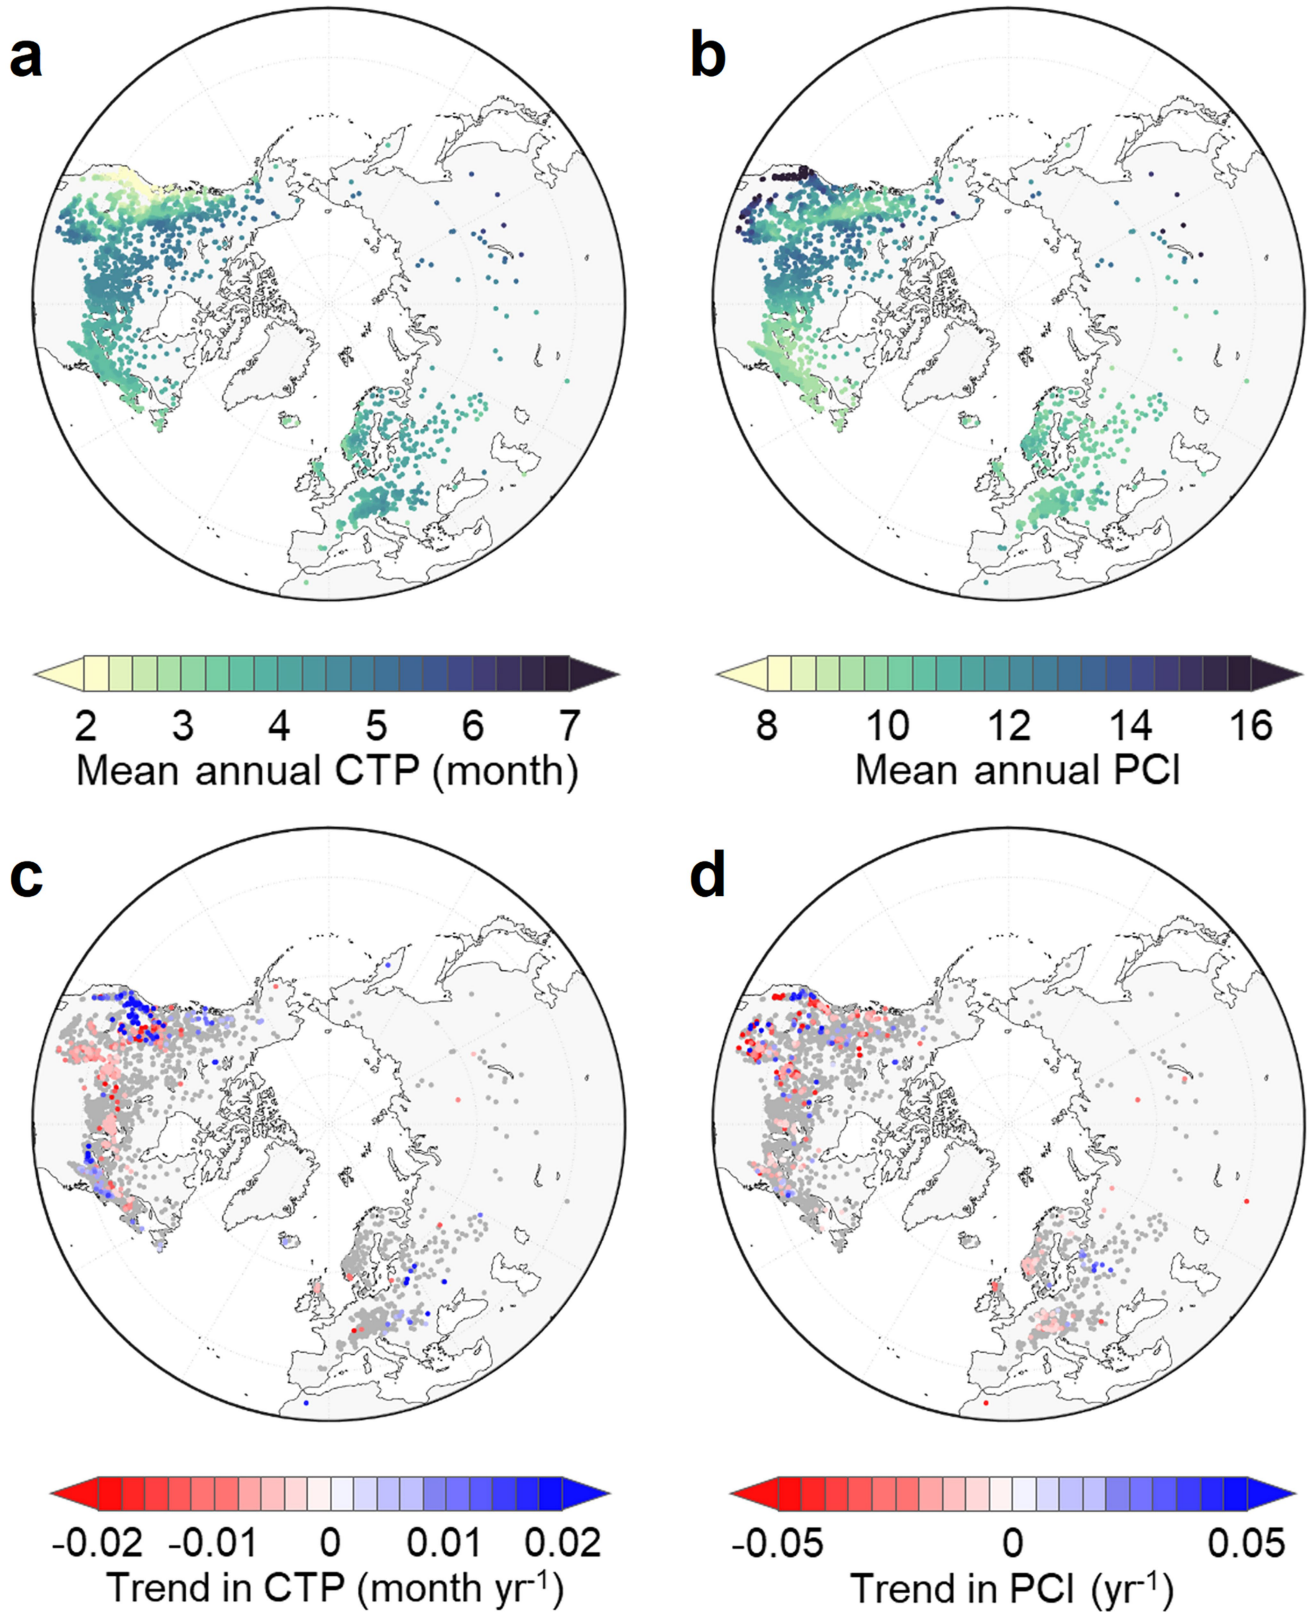 a
b
2 3 4 5 6 7
Mean annual CTP (month)
8 10 12 14 16
Mean annual PCI
c
d
-0.02 -0.01 0 0.01 0.02
Trend in CTP (month yr-1)
-0.05 0 0.05
Trend in PCI (yr-1)